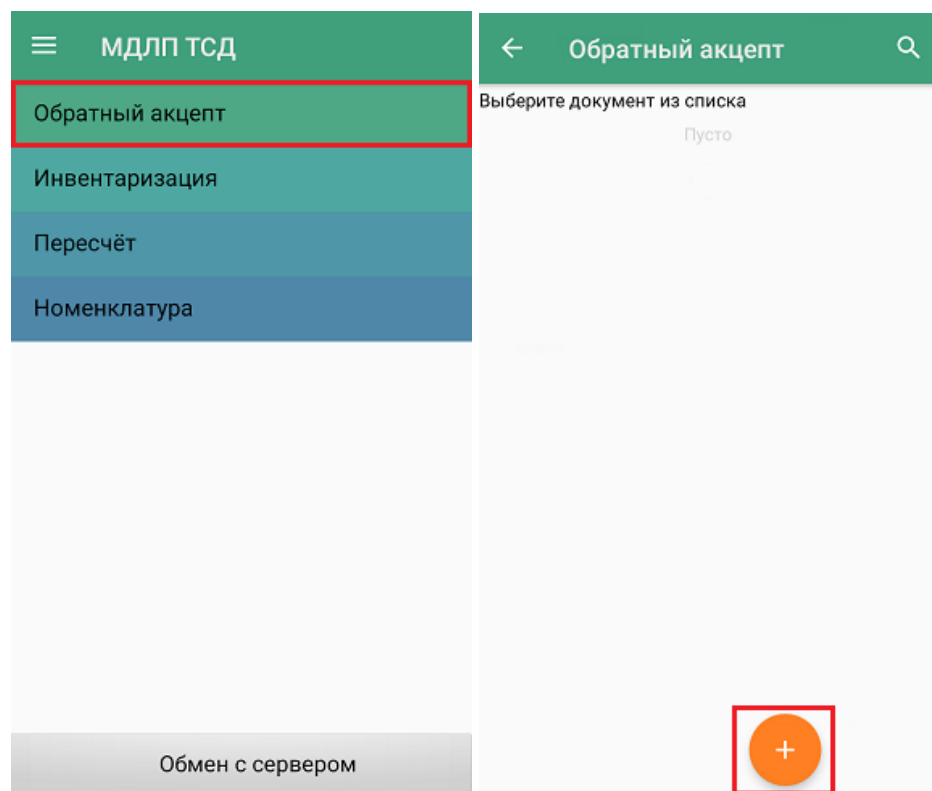 МДЛП ТСД
Обратный акцепт
Инвентаризация
Пересчёт
Номенклатура
Обмен с сервером
Обратный акцепт
Выберите документ из списка
Пусто
+